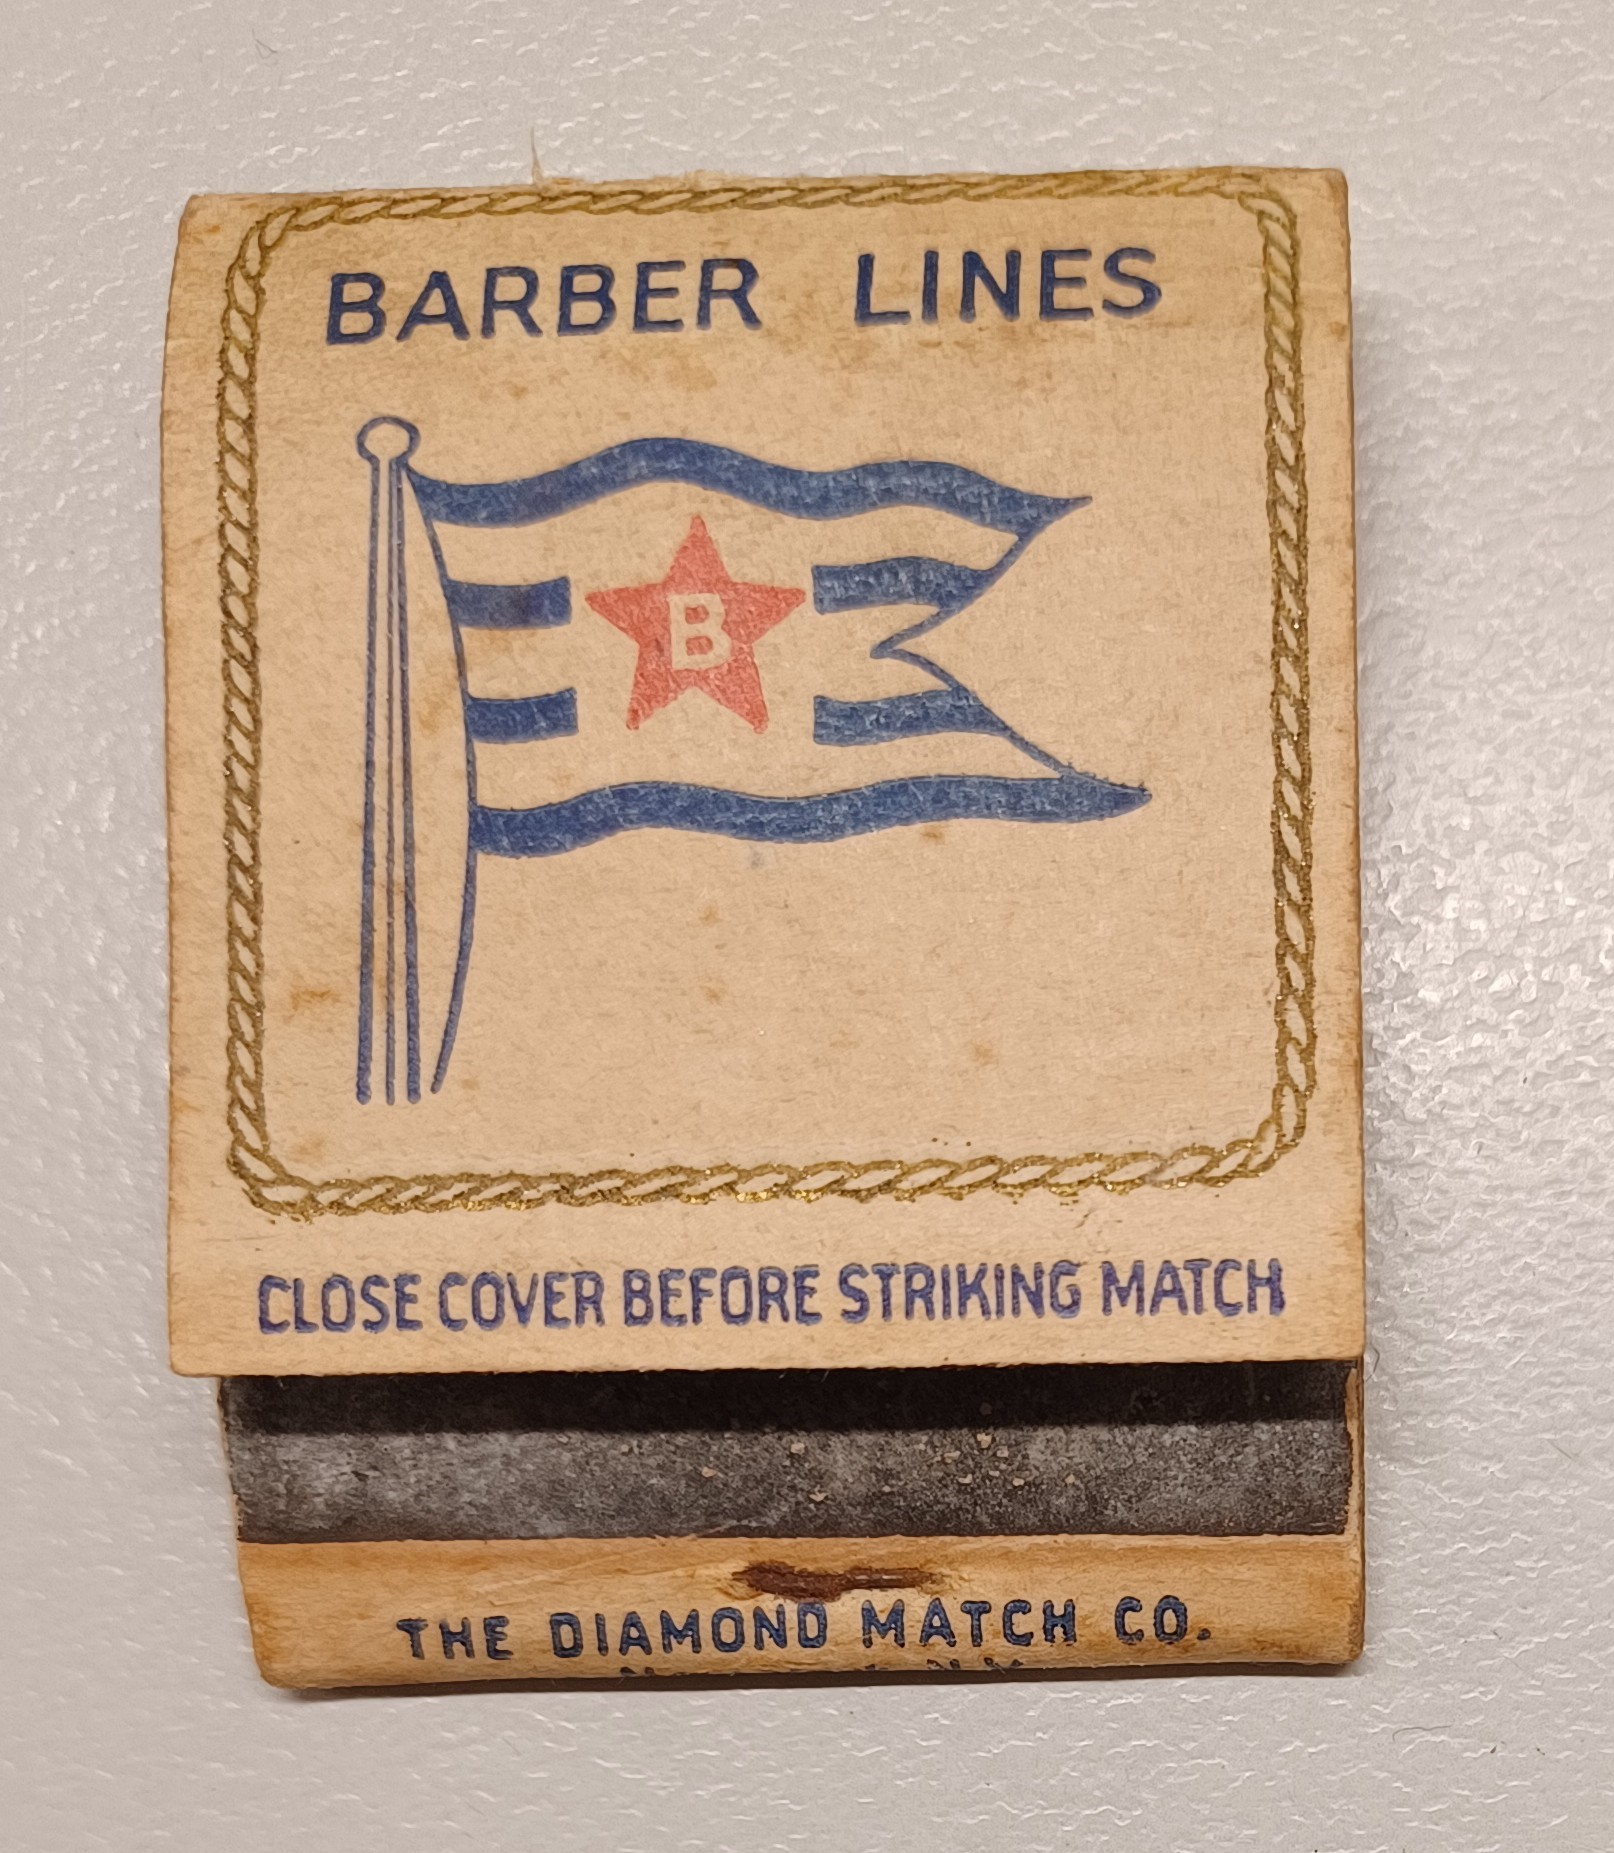 BARBER LINES
B
CLOSE COVER BEFORE STRIKING MATCH
THE DIAMOND MATCH CO.